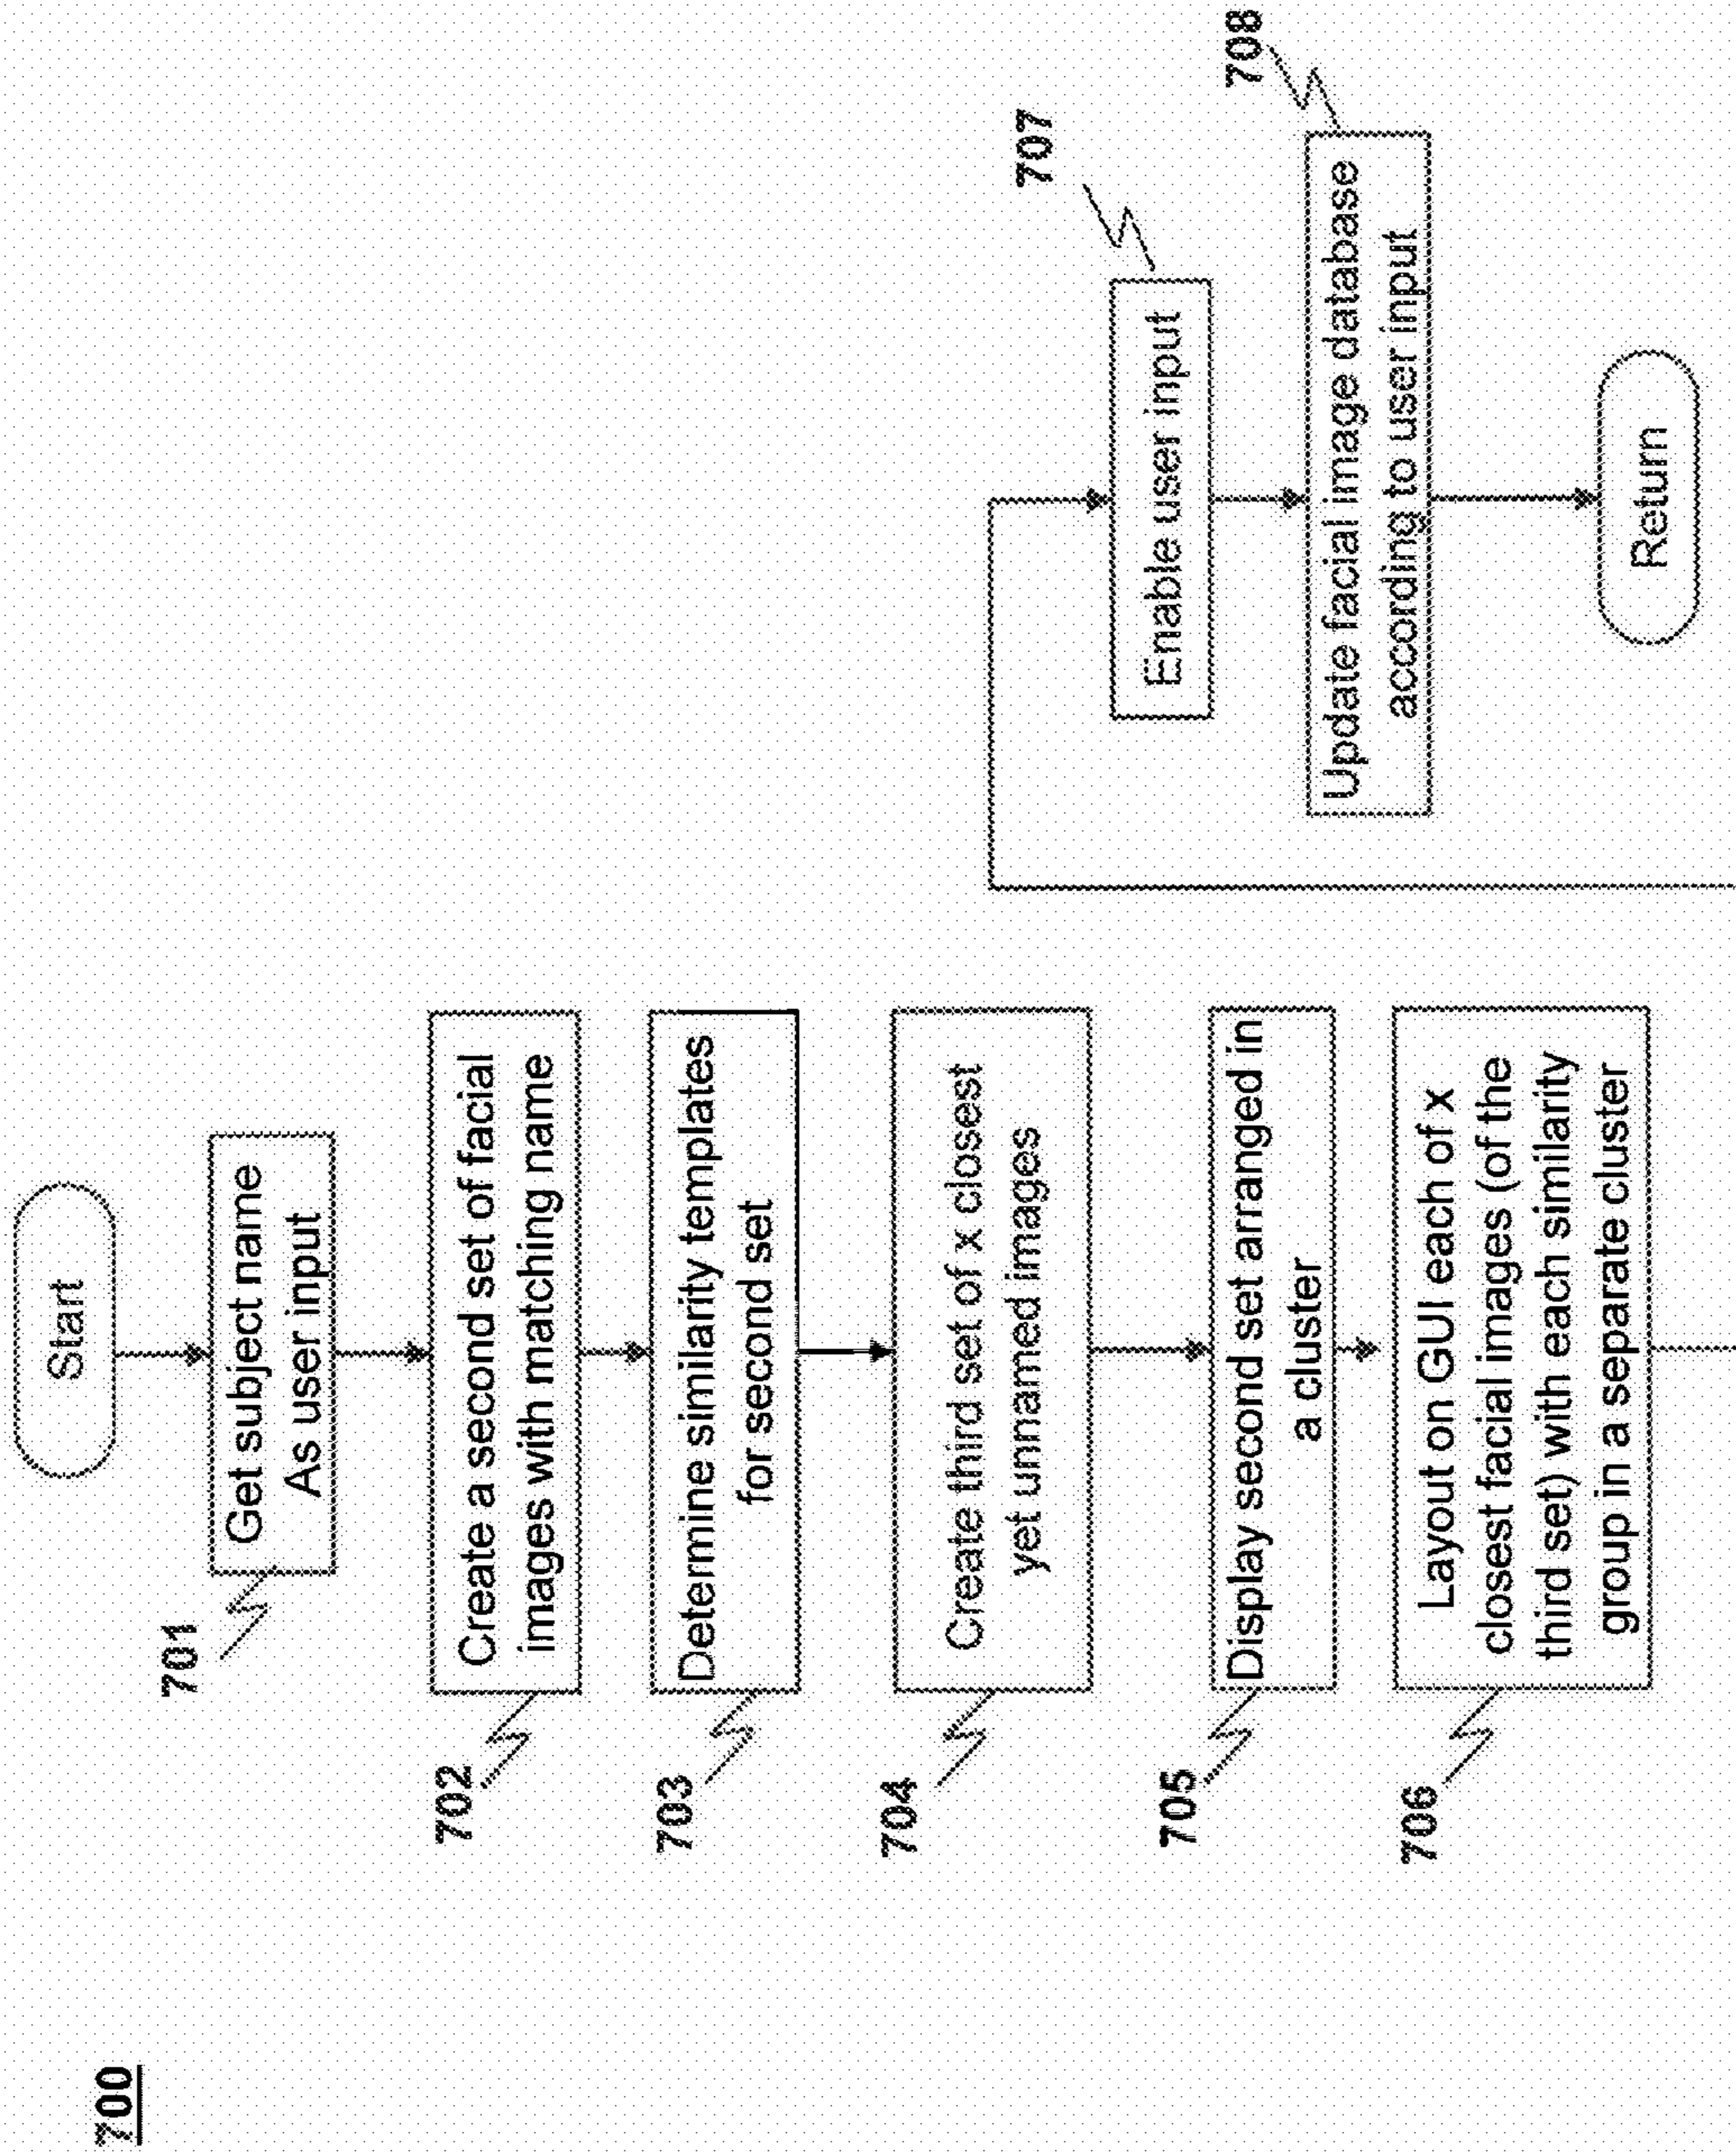 700
Start
701
Get subject name
As user input
702
Create a second set of facial
images with matching name
703
Determine similarity templates
for second set
704
Create third set of x closest
yet unnamed images
705
Display second set arranged in
a cluster
706
Layout on GUI each of x
closest facial images (of the
third set) with each similarity
group in a separate cluster
707
Enable user input
708
Update facial image database
according to user input
Return